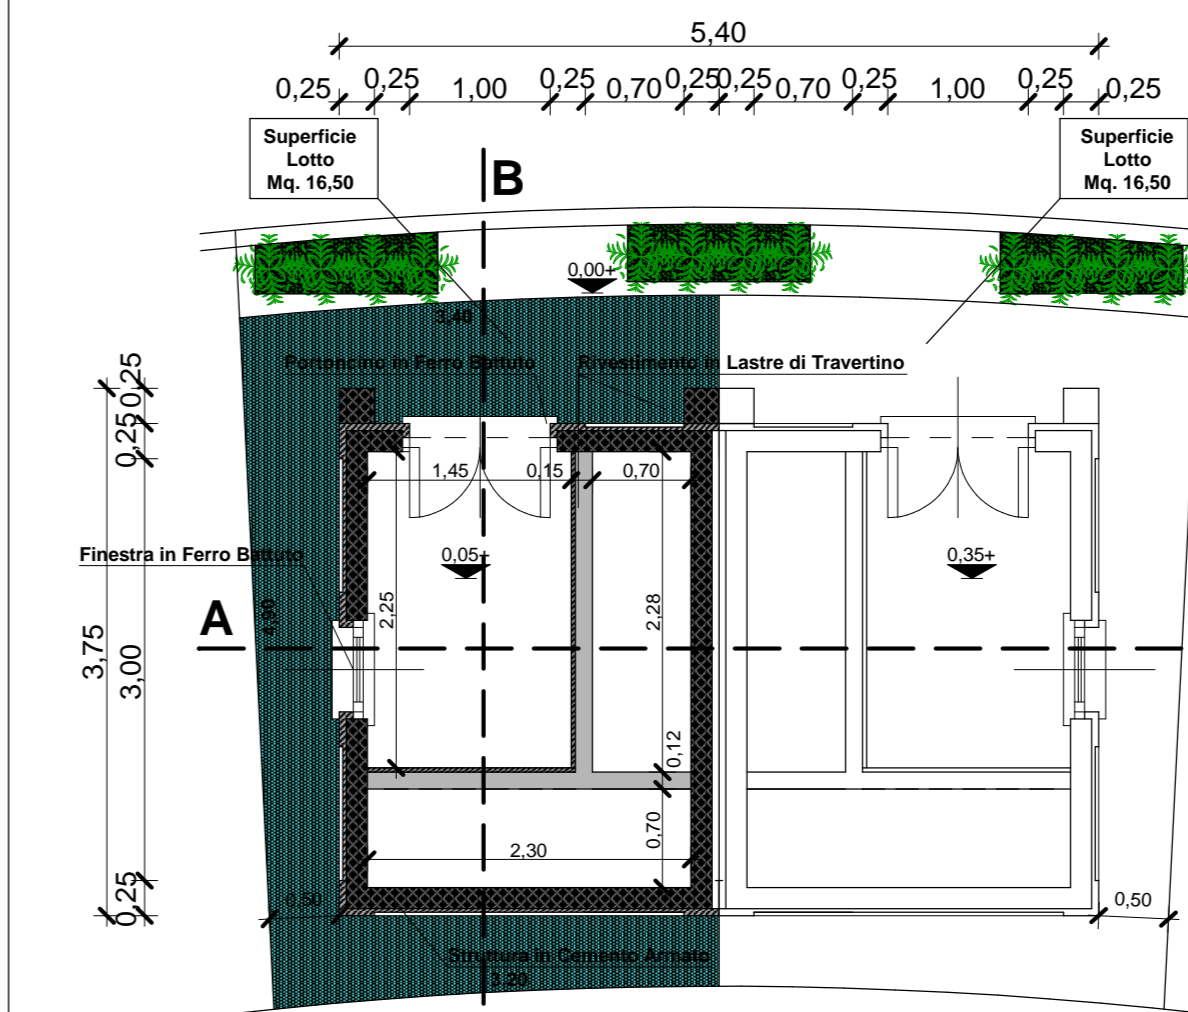 5,40
0,25 0,25 1,00 0,25 0,70 0,25 0,25 0,70 0,25 1,00 0,25 0,25
Superficie
Lotto
Mq. 16,50
Superficie
Lotto
Mq. 16,50
B
0,00+
3,40
Portoncino in Ferro Battuto
Rivestimento in Lastre di Travertino
0,25
0,25
1,45 0,15 0,70
Finestra in Ferro Battuto
0,05+
0,35+
2,25
2,28
4,90
A
3,75
3,00
0,12
0,70
2,30
0,25
0,50
0,50
Struttura in Cemento Armato
3,20